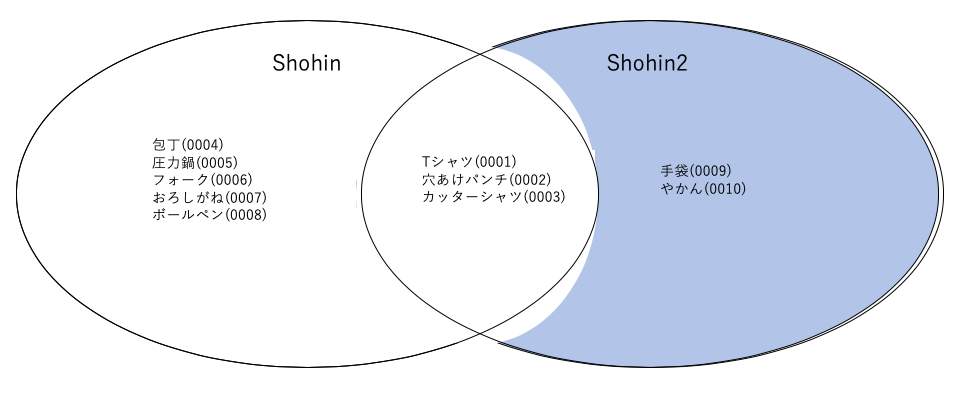 Shohin
Shohin2
包丁(0004)
圧力鍋(0005)
フォーク(0006)
おろしがね(0007)
ボールペン(0008)
Tシャツ(0001)
穴あけパンチ(0002)
カッターシャツ(0003)
手袋(0009)
やかん(0010)